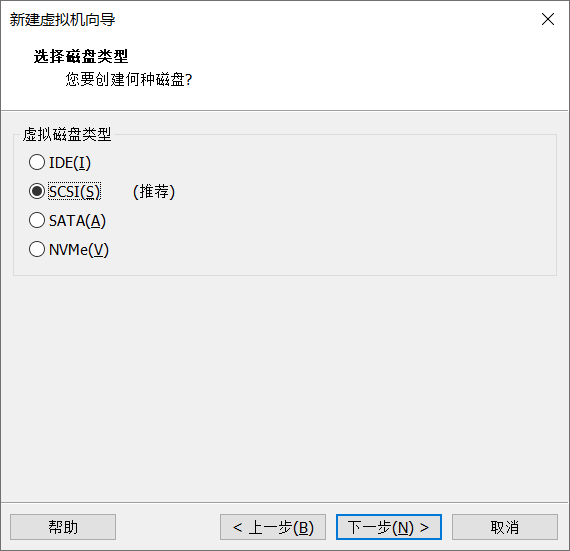 新建虚拟机向导
选择磁盘类型
您要创建何种磁盘?
虚拟磁盘类型
IDE(I)
SCSI(S) (推荐)
SATA(A)
NVMe(V)
帮助 < 上一步(B) 下一步(N) > 取消